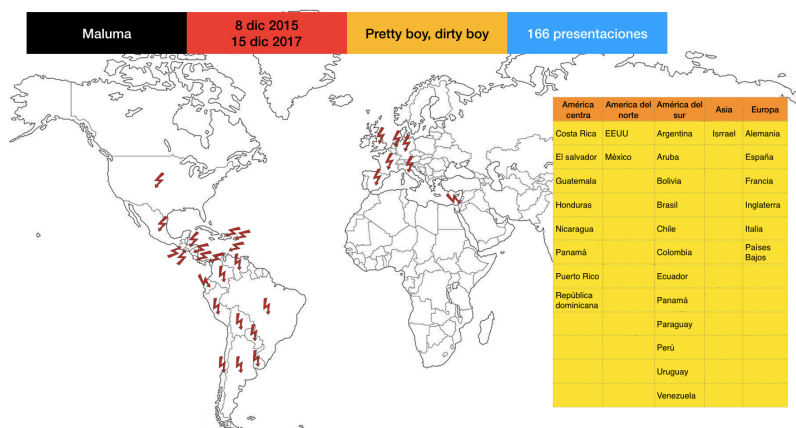 Maluma
8 dic 2015
15 dic 2017
Pretty boy, dirty boy
166 presentaciones
América centra America del norte América del sur Asia Europa
Costa Rica EEUU Argentina Isrrael Alemania
El salvador México Aruba España
Guatemala Bolivia Francia
Honduras Brasil Inglaterra
Nicaragua Chile Italia
Panamá Colombia Países Bajos
Puerto Rico Ecuador
República dominicana Panamá
Paraguay
Perú
Uruguay
Venezuela